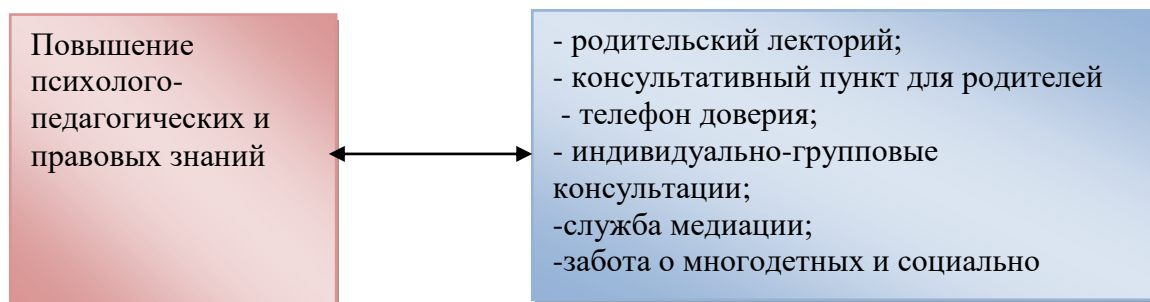 Повышение
психолого-
педагогических и
правовых знаний
- родительский лекторий;
- консультативный пункт для родителей
- телефон доверия;
- индивидуально-групповые
консультации;
-служба медиации;
-забота о многодетных и социально